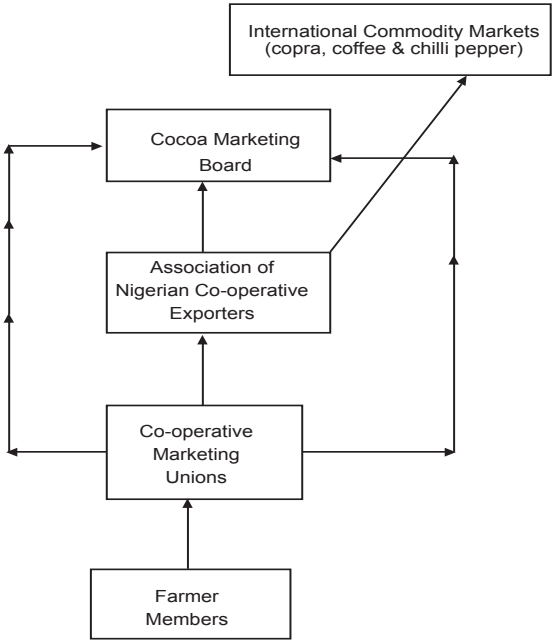 International Commodity Markets
(copra, coffee & chilli pepper)
Cocoa Marketing
Board
Association of
Nigerian Co-operative
Exporters
Co-operative
Marketing
Unions
Farmer
Members